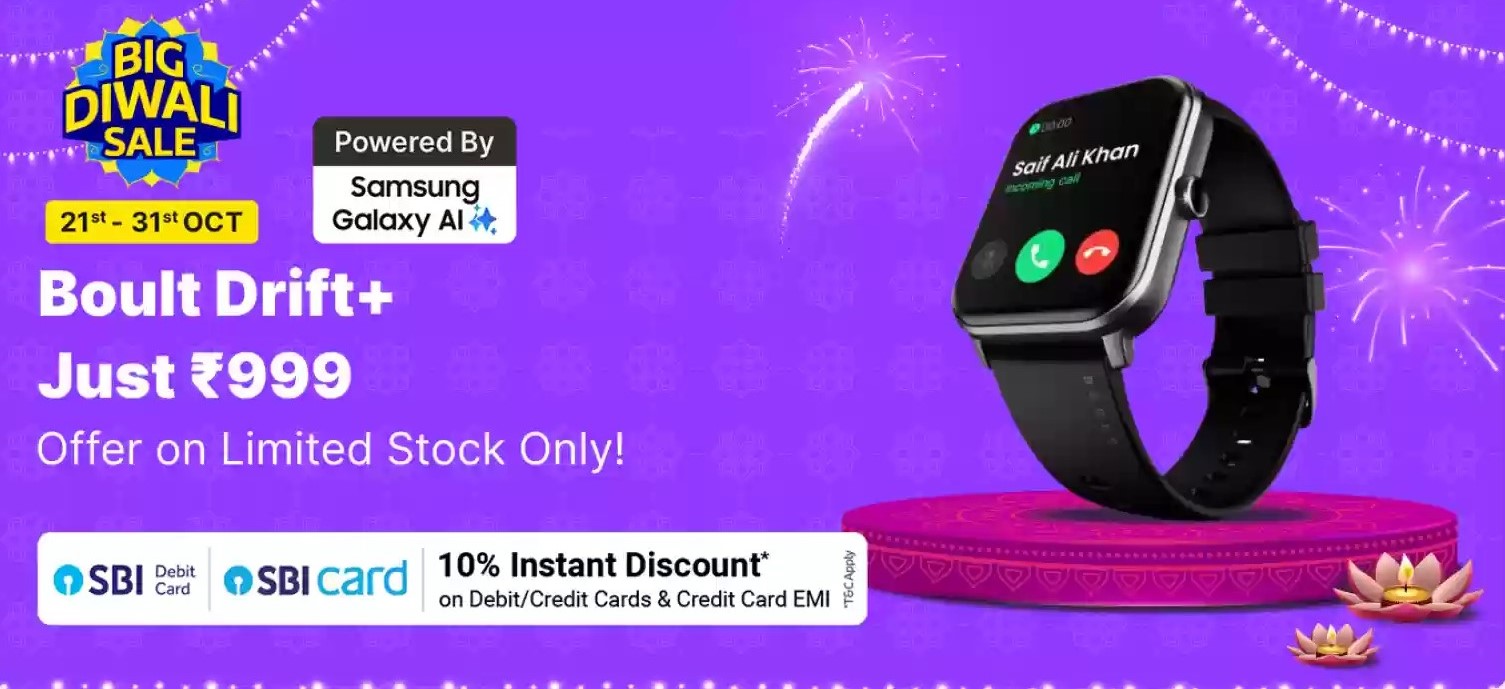 BIG
DIWALI
SALE
21st - 31st OCT
Powered By
Samsung
Galaxy AI
Boult Drift+
Just ₹999
Offer on Limited Stock Only!
SBI Debit
Card
SBI card
10% Instant Discount*
on Debit/Credit Cards & Credit Card EMI
*T&C Apply
00:00
Saif Ali Khan
Incoming call